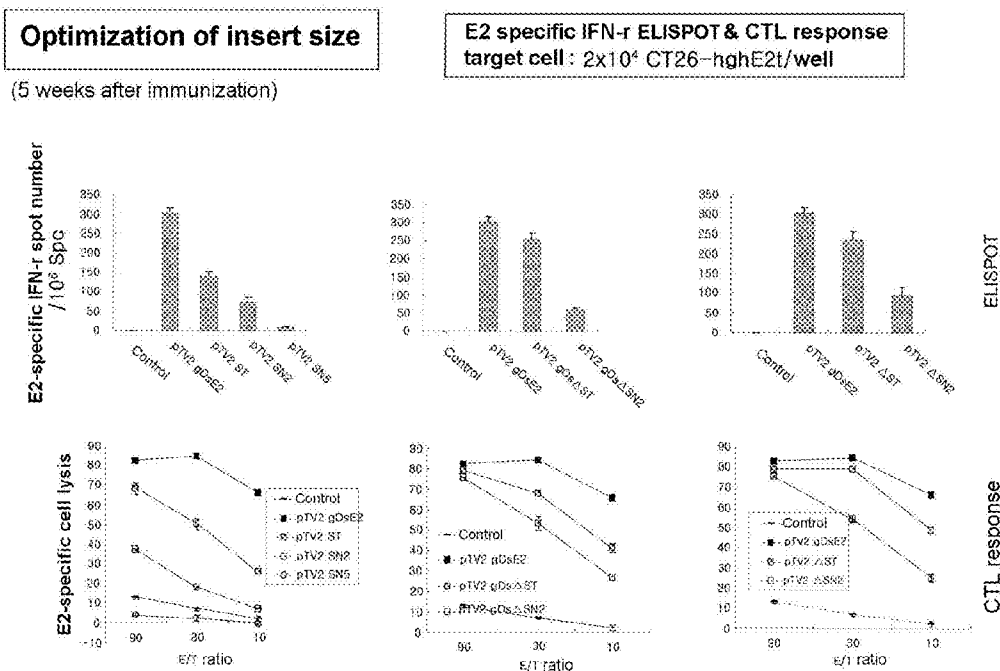 Optimization of insert size
E2 specific IFN-r ELISPOT & CTL response
target cell : 2x10⁴ CT26-hghE2t/well
(5 weeks after immunization)
E2-specific IFN-r spot number
/10⁶ Spc
350
300
250
200
150
100
50
0
Control
pTV2 gDsE2
pTV2 ST
pTV2 SN2
pTV2 SN5
350
300
250
200
150
100
50
0
Control
pTV2 gDsE2
pTV2 gDsΔST
pTV2 gDsΔSN2
350
300
250
200
150
100
50
0
Control
pTV2 gDsE2
pTV2 ΔST
pTV2 ΔSN2
ELISPOT
E2-specific cell lysis
90
80
70
60
50
40
30
20
10
0
-10
90
30
10
E/T ratio
Control
pTV2 gDsE2
pTV2 ST
pTV2 SN2
pTV2 SN5
90
80
70
60
50
40
30
20
10
0
90
30
10
E/T ratio
Control
pTV2 gDsE2
pTV2 gDsΔST
pTV2 gDsΔSN2
90
80
70
60
50
40
30
20
10
0
30
10
E/T ratio
Control
pTV2 gDsE2
pTV2 ΔST
pTV2 ΔSN2
CTL response